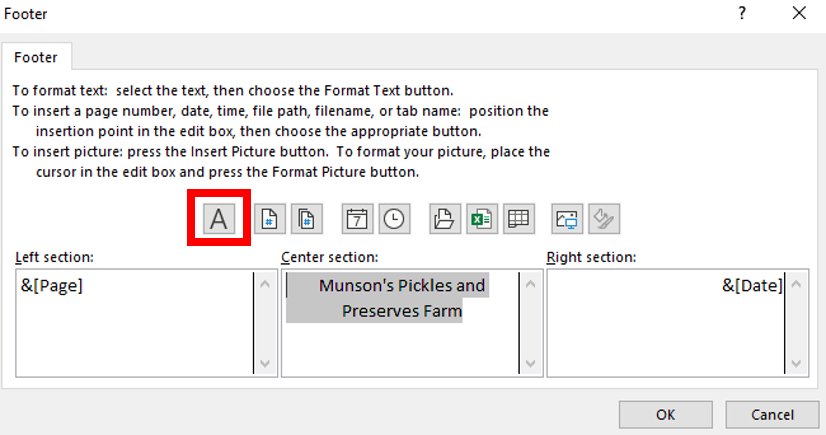 Footer
?
Footer
To format text: select the text, then choose the Format Text button.
To insert a page number, date, time, file path, filename, or tab name: position the
insertion point in the edit box, then choose the appropriate button.
To insert picture: press the Insert Picture button. To format your picture, place the
cursor in the edit box and press the Format Picture button.
A # # 7
Left section: Center section: Right section:
&[Page] Munson's Pickles and &[Date]
Preserves Farm
OK Cancel